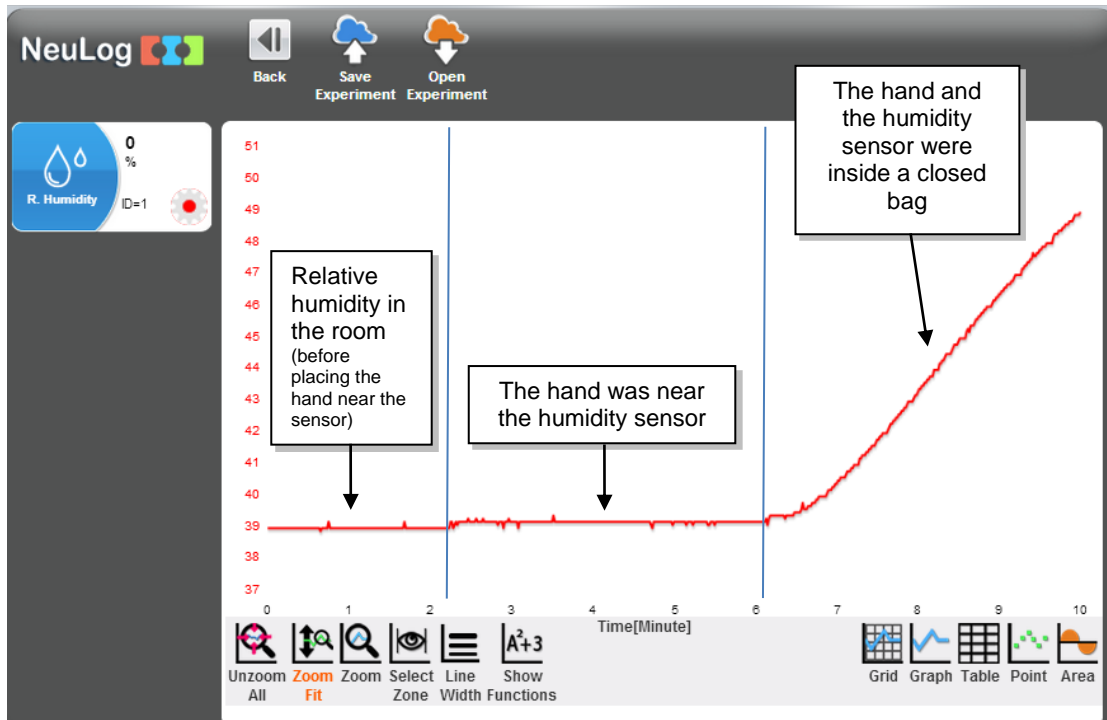 NeuLog
Back
Save
Experiment
Open
Experiment
R. Humidity
0
%
ID=1
The hand and
the humidity
sensor were
inside a closed
bag
Relative
humidity in
the room
(before
placing the
hand near the
sensor)
The hand was near
the humidity sensor
51
50
49
48
47
46
45
44
43
42
41
40
39
38
37
0 1 2 3 4 5 6 7 8 9 10
Time[Minute]
A²+3
Unzoom
All
Zoom
Fit
Zoom
Select
Zone
Line
Width
Show
Functions
Grid
Graph
Table
Point
Area